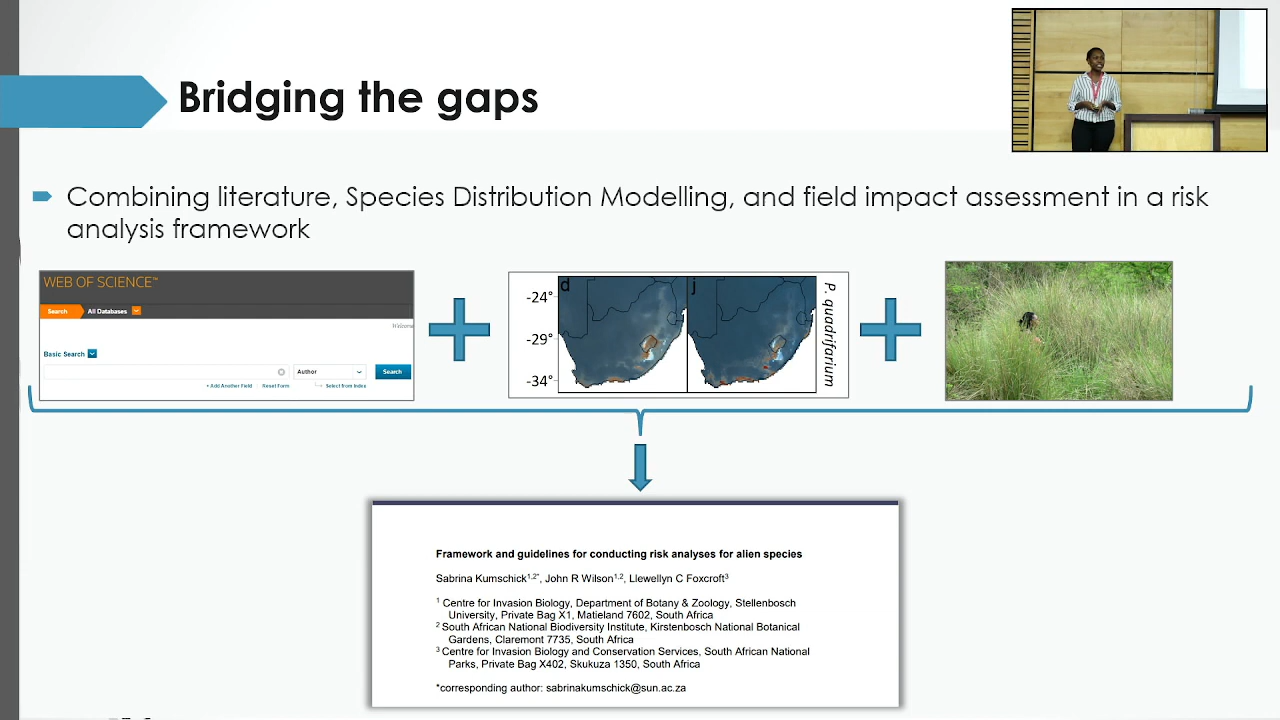 Bridging the gaps
Combining literature, Species Distribution Modelling, and field impact assessment in a risk
analysis framework
WEB OF SCIENCE™
Search All Databases
Welcome
Basic Search
Author
Search
+ Add Another Field Reset Form Select from Index
d
j
-24°
-29°
-34°
P. quadrifarium
Framework and guidelines for conducting risk analyses for alien species
Sabrina Kumschick1,2*, John R Wilson1,2, Llewellyn C Foxcroft3
1 Centre for Invasion Biology, Department of Botany & Zoology, Stellenbosch
University, Private Bag X1, Matieland 7602, South Africa
2 South African National Biodiversity Institute, Kirstenbosch National Botanical
Gardens, Claremont 7735, South Africa
3 Centre for Invasion Biology and Conservation Services, South African National
Parks, Private Bag X402, Skukuza 1350, South Africa
*corresponding author: sabrinakumschick@sun.ac.za